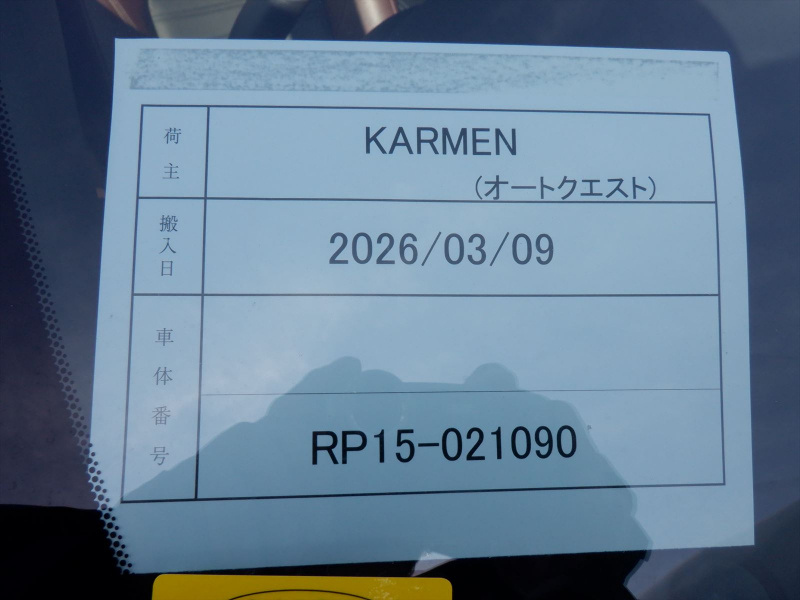 荷主
KARMEN
(オートクエスト)
搬入日
2026/03/09
車体番号
RP15-021090